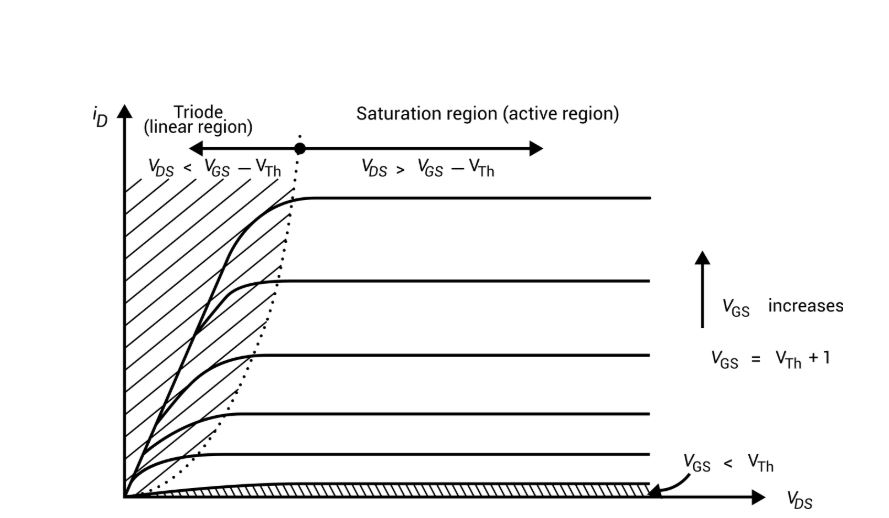 i_D
Triode
(linear region)
Saturation region (active region)
V_DS < V_GS – V_Th
V_DS > V_GS – V_Th
V_GS increases
V_GS = V_Th + 1
V_GS < V_Th
V_DS